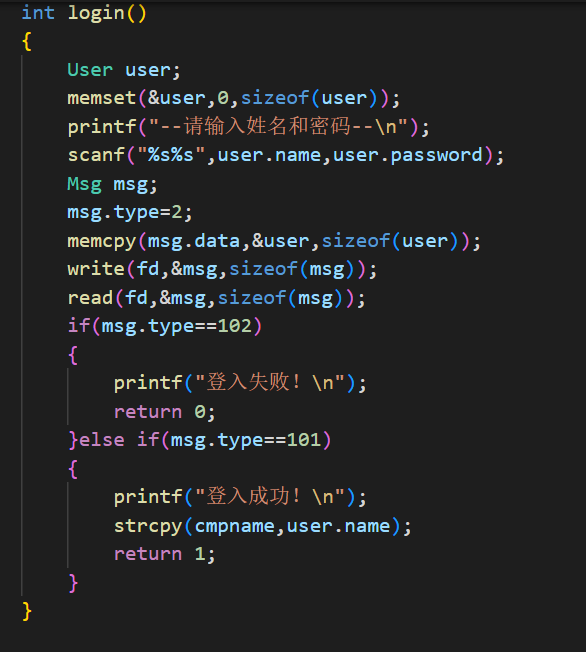 int login()
{
    User user;
    memset(&user,0,sizeof(user));
    printf("--请输入姓名和密码--\n");
    scanf("%s%s",user.name,user.password);
    Msg msg;
    msg.type=2;
    memcpy(msg.data,&user,sizeof(user));
    write(fd,&msg,sizeof(msg));
    read(fd,&msg,sizeof(msg));
    if(msg.type==102)
    {
        printf("登入失败! \n");
        return 0;
    }else if(msg.type==101)
    {
        printf("登入成功! \n");
        strcpy(cmpname,user.name);
        return 1;
    }
}